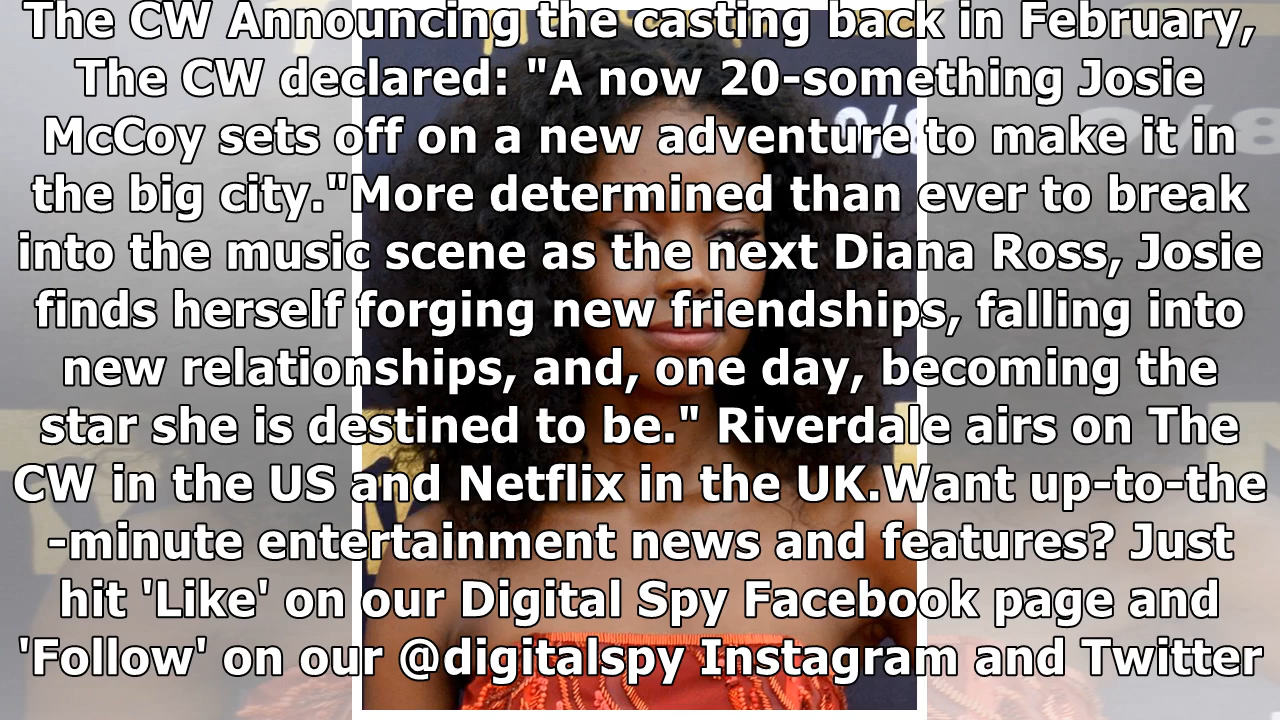 The CW Announcing the casting back in February,
The CW declared: "A now 20-something Josie
McCoy sets off on a new adventure to make it in
the big city."More determined than ever to break
into the music scene as the next Diana Ross, Josie
finds herself forging new friendships, falling into
new relationships, and, one day, becoming the
star she is destined to be." Riverdale airs on The
CW in the US and Netflix in the UK.Want up-to-the
-minute entertainment news and features? Just
hit 'Like' on our Digital Spy Facebook page and
'Follow' on our @digitalspy Instagram and Twitter